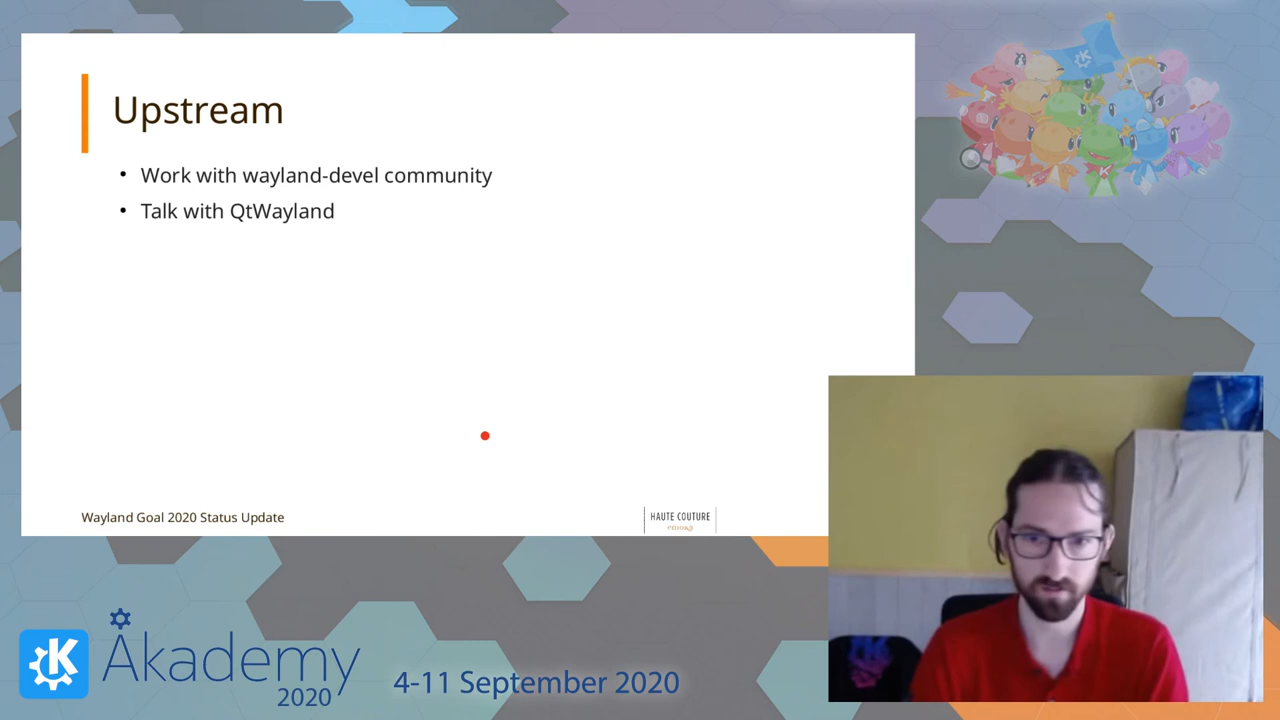 Upstream
• Work with wayland-devel community
• Talk with QtWayland
Wayland Goal 2020 Status Update
HAUTE COUTURE
Akademy
2020
4-11 September 2020